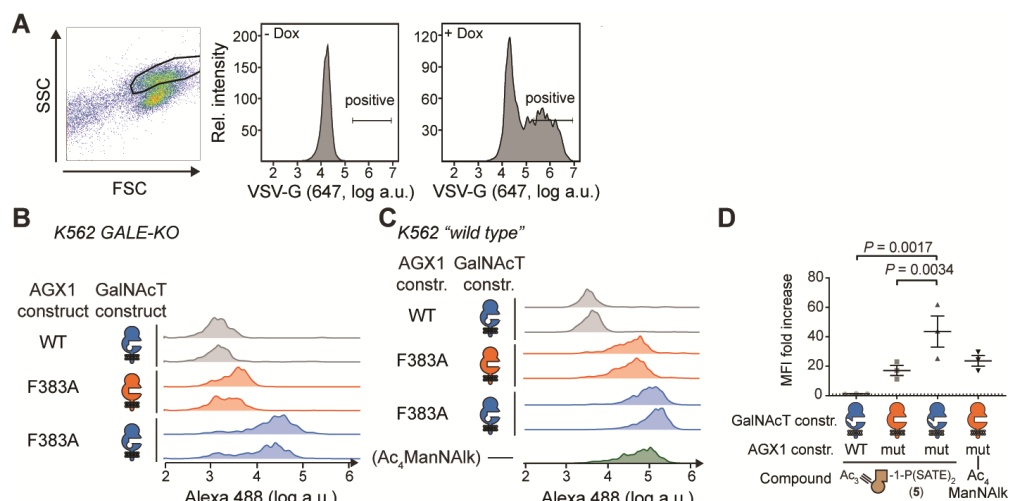 A
SSC
FSC
Rel. intensity
200
150
100
50
- Dox
positive
2 3 4 5 6 7
VSV-G (647, log a.u.)
120
90
60
30
+ Dox
positive
2 3 4 5 6 7
VSV-G (647, log a.u.)
B
K562 GALE-KO
AGX1 GalNAcT
construct construct
WT
F383A
F383A
2 3 4 5 6
Alexa 488 (log a.u.)
C
K562 "wild type"
AGX1 GalNAcT
constr. constr.
WT
F383A
F383A
(Ac4ManNAlk)
2 3 4 5 6
Alexa 488 (log a.u.)
D
P = 0.0017
P = 0.0034
MFI fold increase
80
60
40
20
0
GalNAcT constr.
AGX1 constr. WT mut mut mut
Compound
Ac3 -1-P(SATE)2
(5)
Ac4
ManNAlk